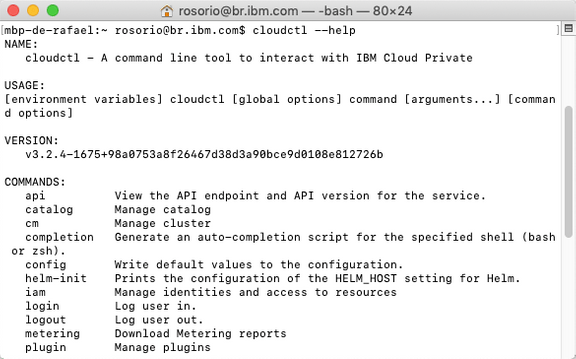 rosorio@br.ibm.com — -bash — 80×24
[mbp-de-rafael:~ rosorio@br.ibm.com$ cloudctl --help ]
NAME:
cloudctl - A command line tool to interact with IBM Cloud Private
USAGE:
[environment variables] cloudctl [global options] command [arguments...] [comman
d options]
VERSION:
v3.2.4-1675+98a0753a8f26467d38d3a90bce9d0108e812726b
COMMANDS:
api View the API endpoint and API version for the service.
catalog Manage catalog
cm Manage cluster
completion Generate an auto-completion script for the specified shell (bash
or zsh).
config Write default values to the configuration.
helm-init Prints the configuration of the HELM_HOST setting for Helm.
iam Manage identities and access to resources
login Log user in.
logout Log user out.
metering Download Metering reports
plugin Manage plugins